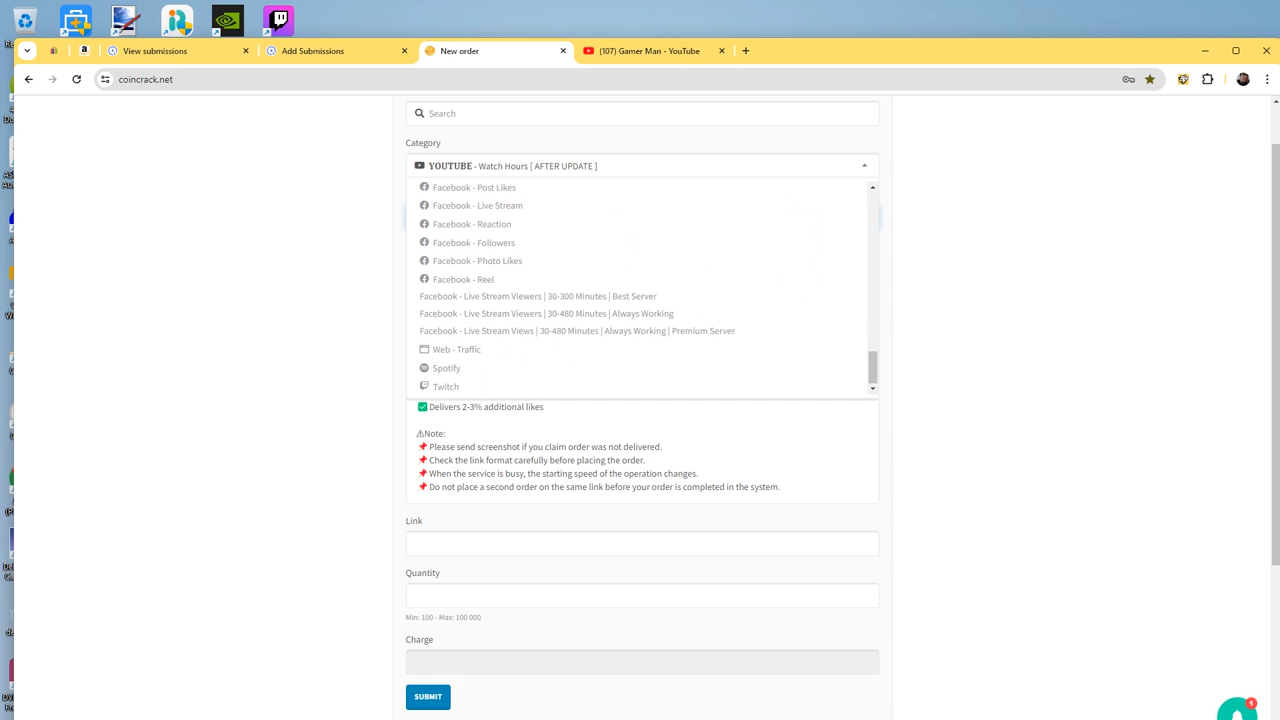 View submissions
Add Submissions
New order
(107) Gamer Man - YouTube
coincrack.net
Search
Category
YOUTUBE - Watch Hours [ AFTER UPDATE ]
Facebook - Post Likes
Facebook - Live Stream
Facebook - Reaction
Facebook - Followers
Facebook - Photo Likes
Facebook - Reel
Facebook - Live Stream Viewers | 30-300 Minutes | Best Server
Facebook - Live Stream Viewers | 30-480 Minutes | Always Working
Facebook - Live Stream Views | 30-480 Minutes | Always Working | Premium Server
Web - Traffic
Spotify
Twitch
✅ Delivers 2-3% additional likes
⚠Note:
📌 Please send screenshot if you claim order was not delivered.
📌 Check the link format carefully before placing the order.
📌 When the service is busy, the starting speed of the operation changes.
📌 Do not place a second order on the same link before your order is completed in the system.
Link
Quantity
Min: 100 - Max: 100 000
Charge
SUBMIT
1